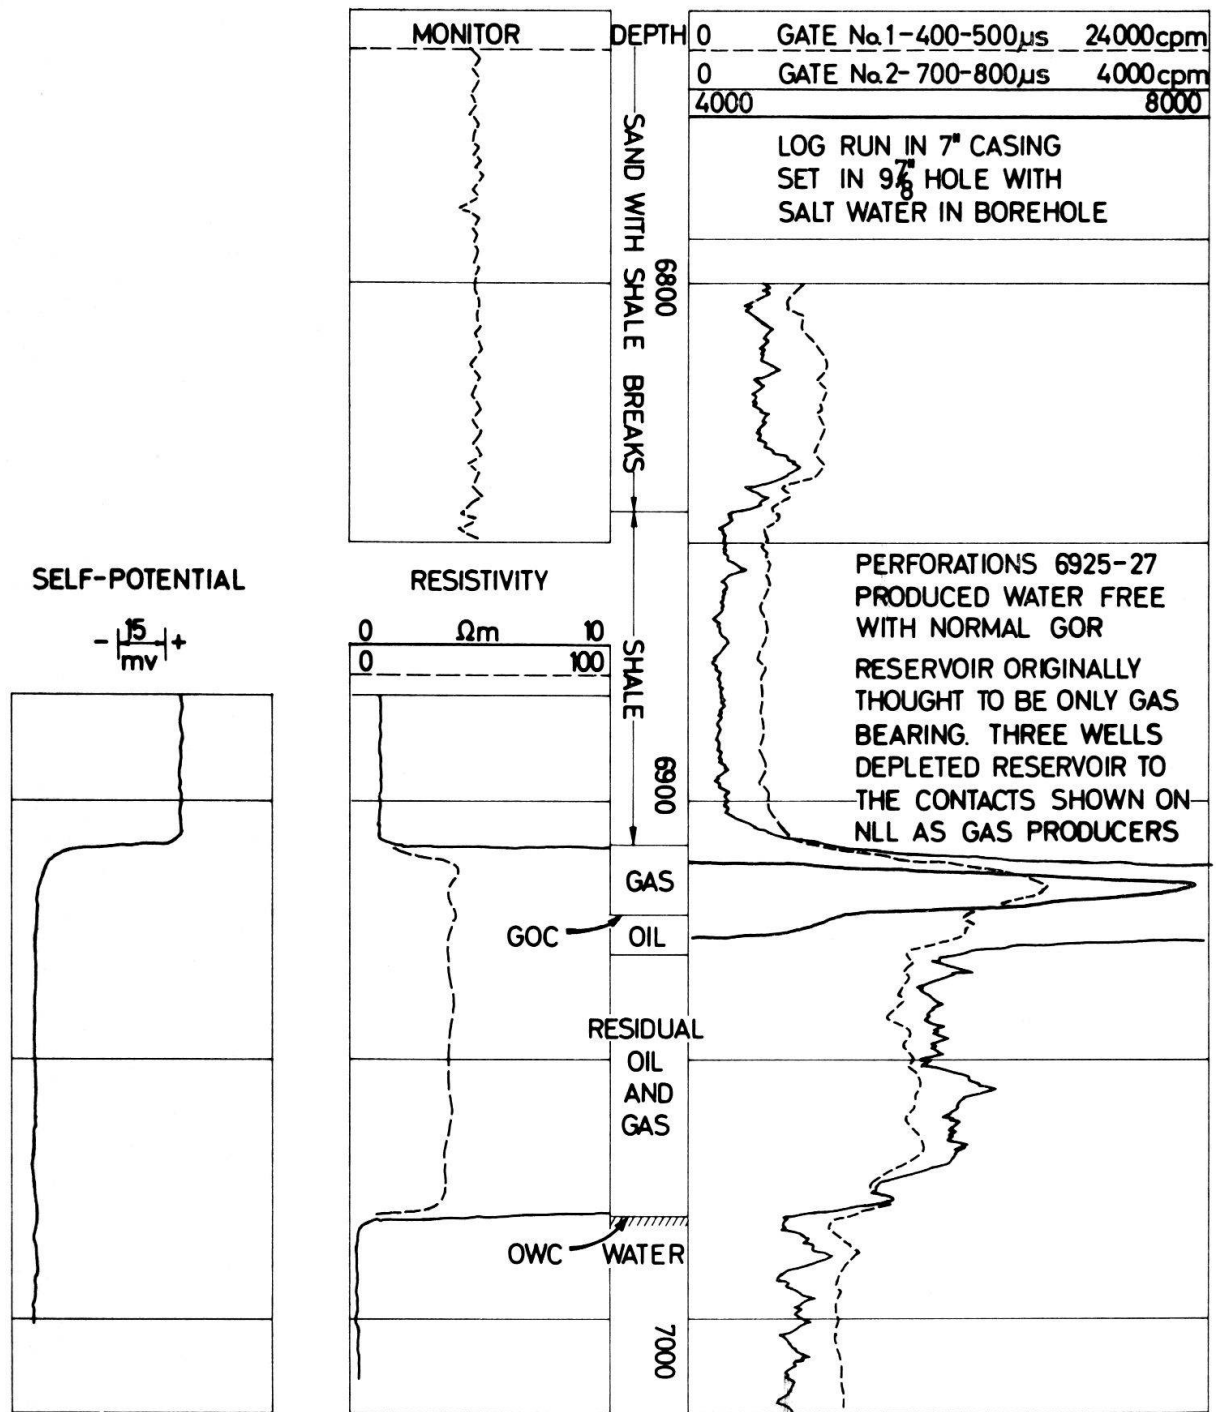 MONITOR
DEPTH
0 GATE No.1-400-500µs 24000cpm
0 GATE No.2-700-800µs 4000cpm
4000 8000
LOG RUN IN 7" CASING
SET IN 9⅞" HOLE WITH
SALT WATER IN BOREHOLE
SAND WITH SHALE BREAKS
6800
SELF-POTENTIAL
- 15 +
mv
RESISTIVITY
0 Ωm 10
0 100
SHALE
6900
PERFORATIONS 6925-27
PRODUCED WATER FREE
WITH NORMAL GOR
RESERVOIR ORIGINALLY
THOUGHT TO BE ONLY GAS
BEARING. THREE WELLS
DEPLETED RESERVOIR TO
THE CONTACTS SHOWN ON
NLL AS GAS PRODUCERS
GAS
GOC
OIL
RESIDUAL
OIL
AND
GAS
OWC
WATER
7000